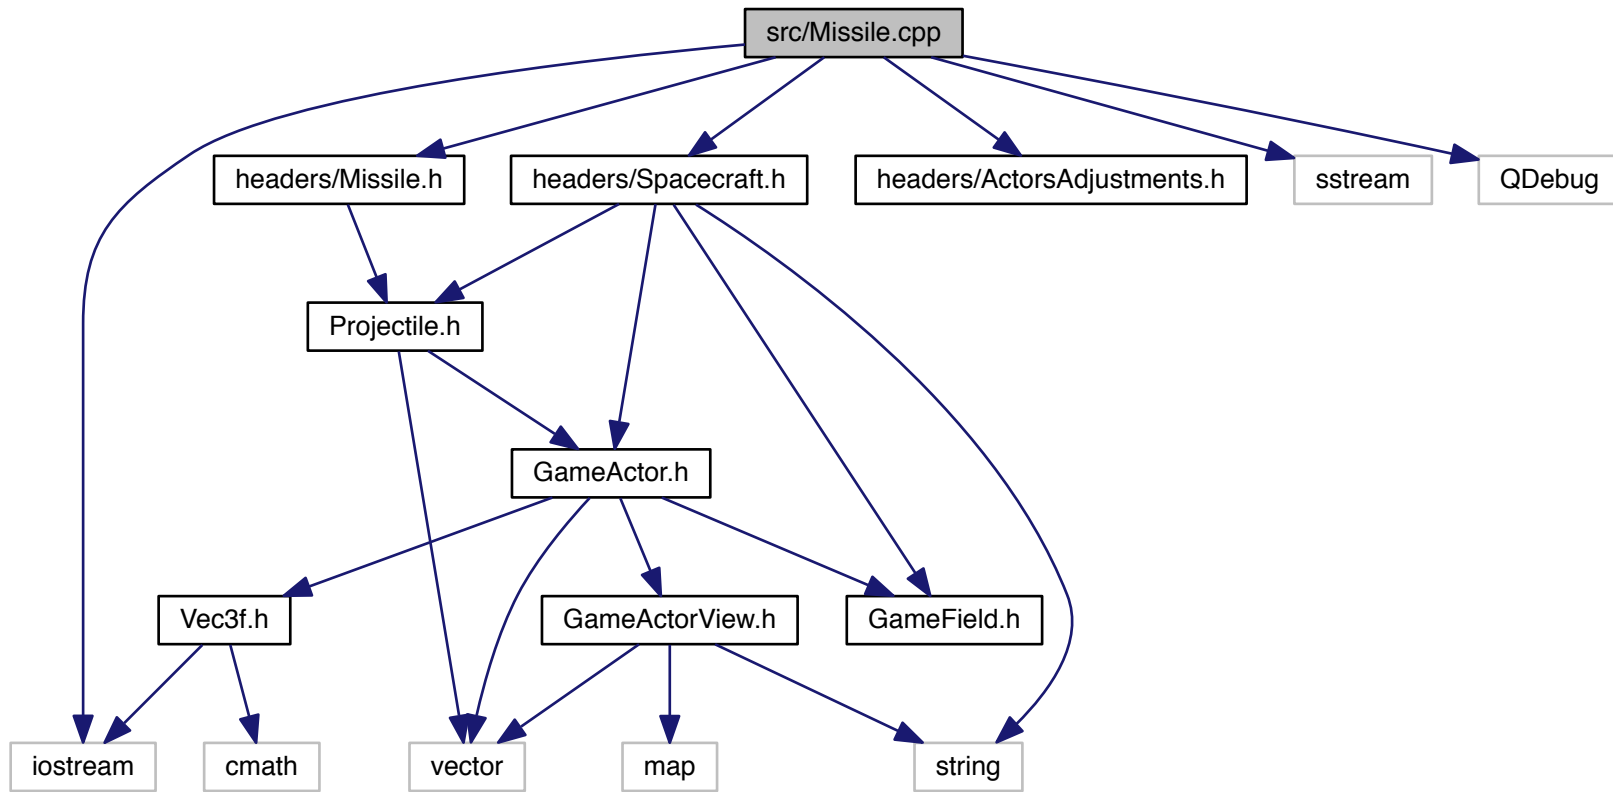 src/Missile.cpp
headers/Missile.h
headers/Spacecraft.h
headers/ActorsAdjustments.h
sstream
QDebug
Projectile.h
GameActor.h
Vec3f.h
GameActorView.h
GameField.h
iostream
cmath
vector
map
string